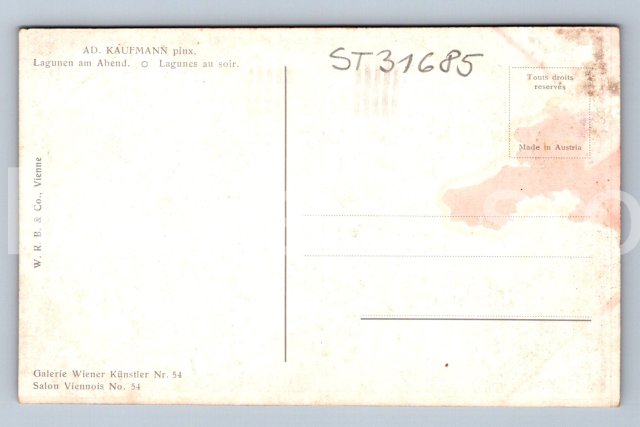 AD. KAUFMANN pinx.
Lagunen am Abend. o Lagunes au soir.
ST31685
Touts droits
reservés
Made in Austria
W. R. B. & Co., Vienne
Galerie Wiener Künstler Nr. 54
Salon Viennois No. 54